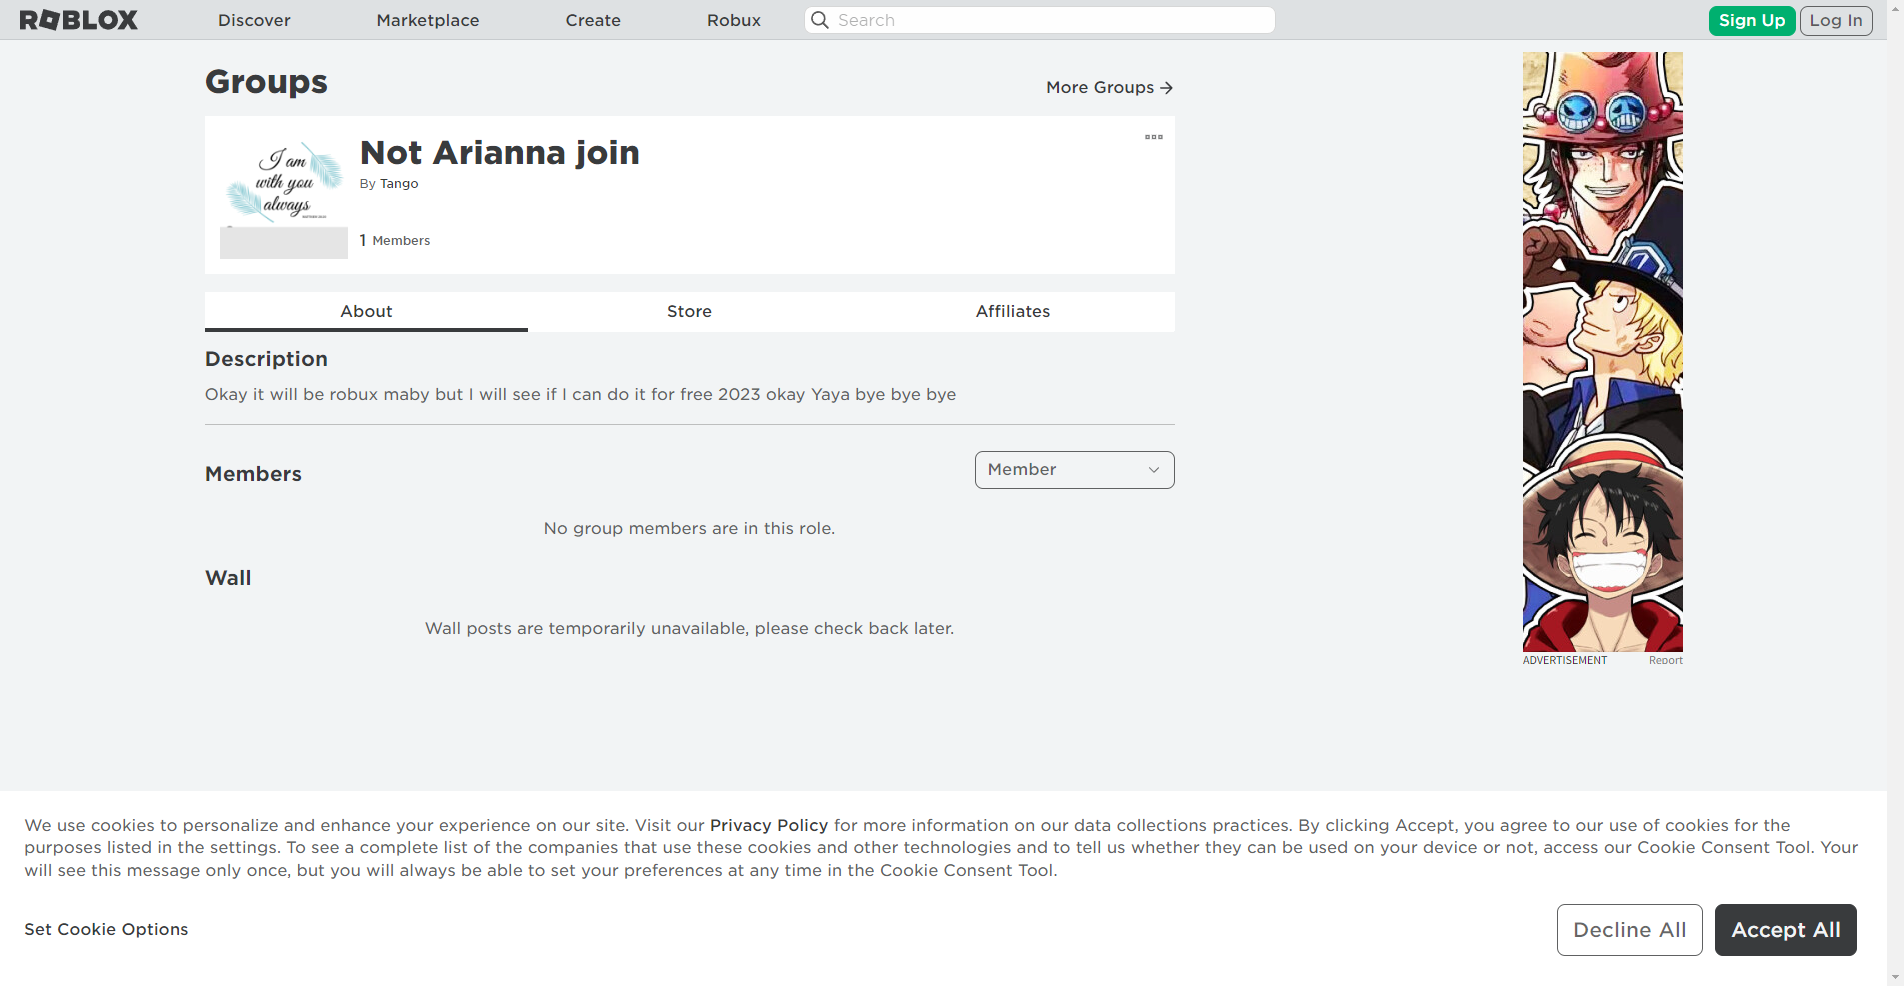 ROBLOX Discover Marketplace Create Robux Search Sign Up Log In
Groups
More Groups
I am
with you
always
Not Arianna join
By Tango
1 Members
About Store Affiliates
Description
Okay it will be robux maby but I will see if I can do it for free 2023 okay Yaya bye bye bye
Members
Member
No group members are in this role.
Wall
Wall posts are temporarily unavailable, please check back later.
ADVERTISEMENT Report
We use cookies to personalize and enhance your experience on our site. Visit our Privacy Policy for more information on our data collections practices. By clicking Accept, you agree to our use of cookies for the
purposes listed in the settings. To see a complete list of the companies that use these cookies and other technologies and to tell us whether they can be used on your device or not, access our Cookie Consent Tool. Your
will see this message only once, but you will always be able to set your preferences at any time in the Cookie Consent Tool.
Set Cookie Options
Decline All Accept All